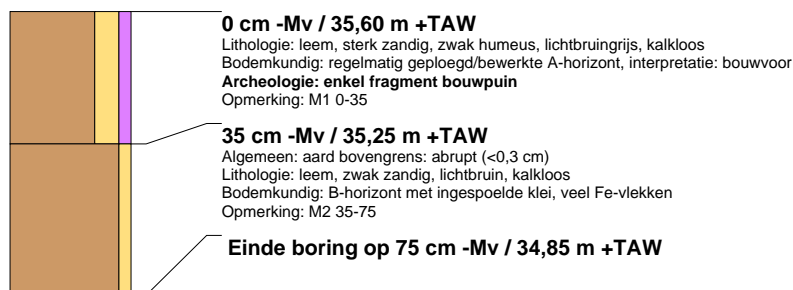 0 cm -Mv / 35,60 m +TAW
Lithologie: leem, sterk zandig, zwak humeus, lichtbruingrijs, kalkloos
Bodemkundig: regelmatig geploegd/bewerkte A-horizont, interpretatie: bouwvoor
Archeologie: enkel fragment bouwpuin
Opmerking: M1 0-35
35 cm -Mv / 35,25 m +TAW
Algemeen: aard bovengrens: abrupt (<0,3 cm)
Lithologie: leem, zwak zandig, lichtbruin, kalkloos
Bodemkundig: B-horizont met ingespoelde klei, veel Fe-vlekken
Opmerking: M2 35-75
Einde boring op 75 cm -Mv / 34,85 m +TAW